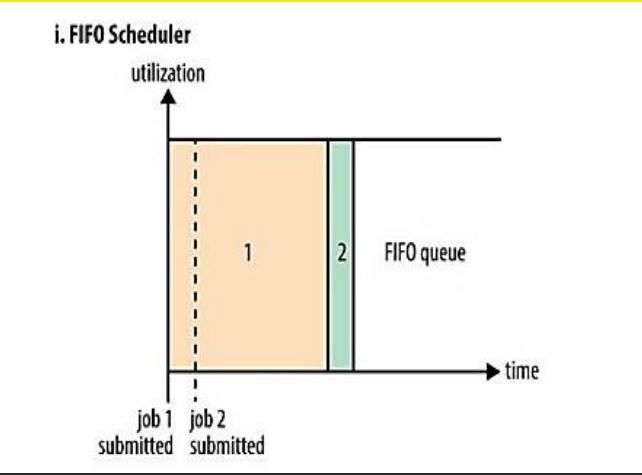 i. FIFO Scheduler
utilization
1
2
FIFO queue
time
job 1
submitted
job 2
submitted